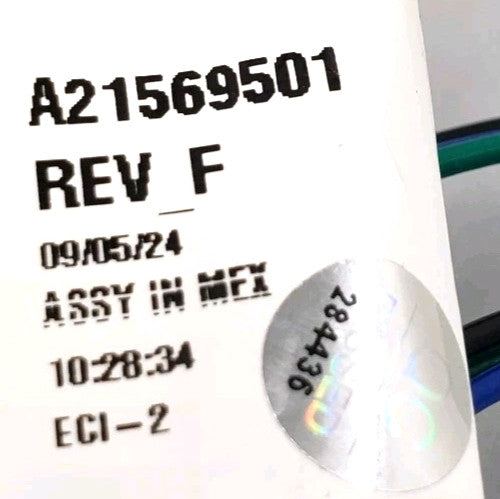 A21569501
REV_F
09/05/24
ASSY IN MEX
10:28:34
ECI-2
284436